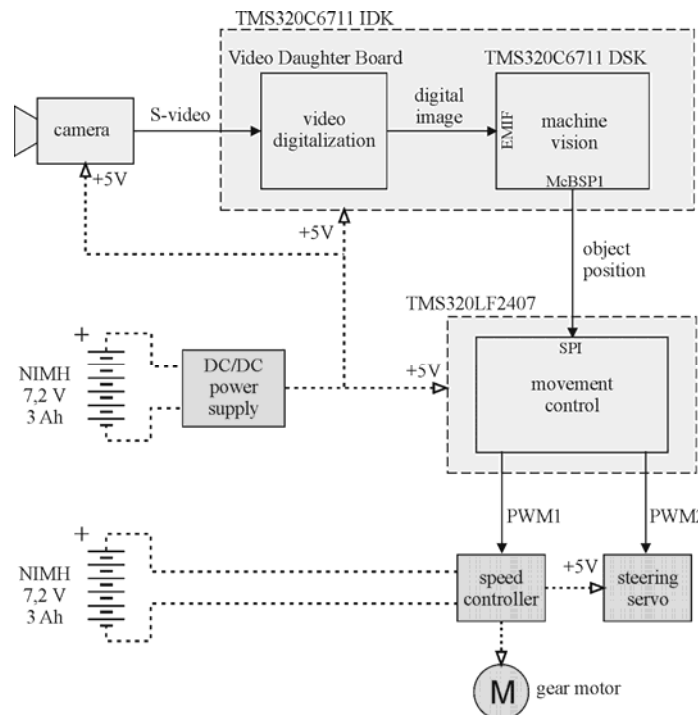 TMS320C6711 IDK
Video Daughter Board
TMS320C6711 DSK
camera
S-video
video
digitalization
digital
image
EMIF
machine
vision
McBSP1
+5V
+5V
object
position
TMS320LF2407
+
NIMH
7,2 V
3 Ah
DC/DC
power
supply
+5V
SPI
movement
control
PWM1
PWM2
+
NIMH
7,2 V
3 Ah
speed
controller
+5V
steering
servo
M
gear motor